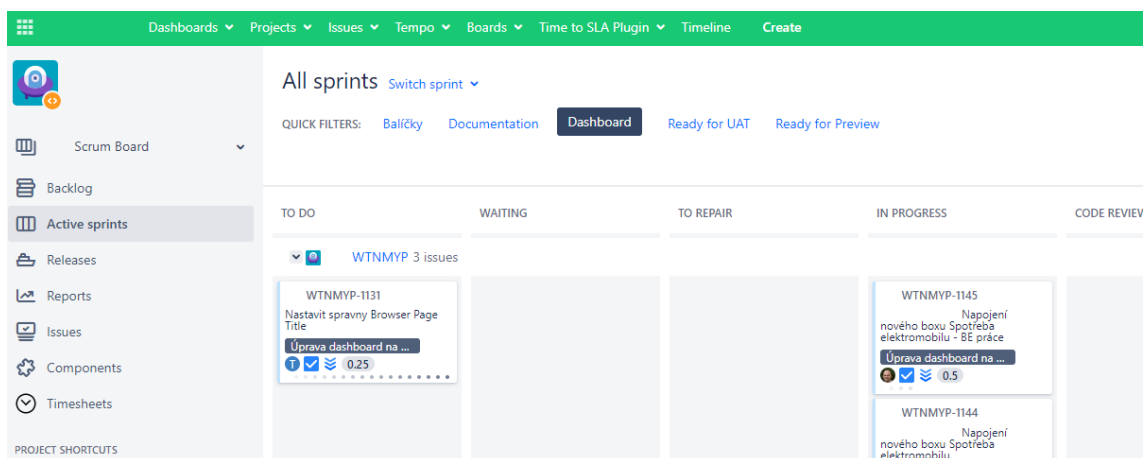 Dashboards Projects Issues Tempo Boards Time to SLA Plugin Timeline Create
All sprints Switch sprint
QUICK FILTERS: Balíčky Documentation Dashboard Ready for UAT Ready for Preview
Scrum Board
Backlog
Active sprints
Releases
Reports
Issues
Components
Timesheets
PROJECT SHORTCUTS
TO DO WAITING TO REPAIR IN PROGRESS CODE REVIEW
WTNMYP 3 issues
WTNMYP-1131
Nastavit spravny Browser Page
Title
Úprava dashboard na ...
T 0.25
WTNMYP-1145
Napojení
nového boxu Spotřeba
elektromobilu - BE práce
Úprava dashboard na ...
0.5
WTNMYP-1144
Napojení
nového boxu Spotřeba
elektromobilu